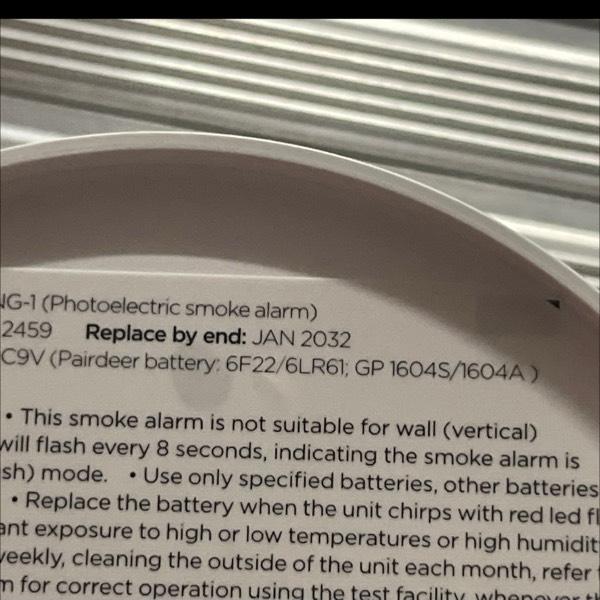 NG-1 (Photoelectric smoke alarm)
2459 Replace by end: JAN 2032
C9V (Pairdeer battery: 6F22/6LR61; GP 1604S/1604A )
• This smoke alarm is not suitable for wall (vertical)
will flash every 8 seconds, indicating the smoke alarm is
sh) mode. • Use only specified batteries, other batteries
• Replace the battery when the unit chirps with red led fl
ant exposure to high or low temperatures or high humidit
weekly, cleaning the outside of the unit each month, refer
m for correct operation using the test facility, whenever th